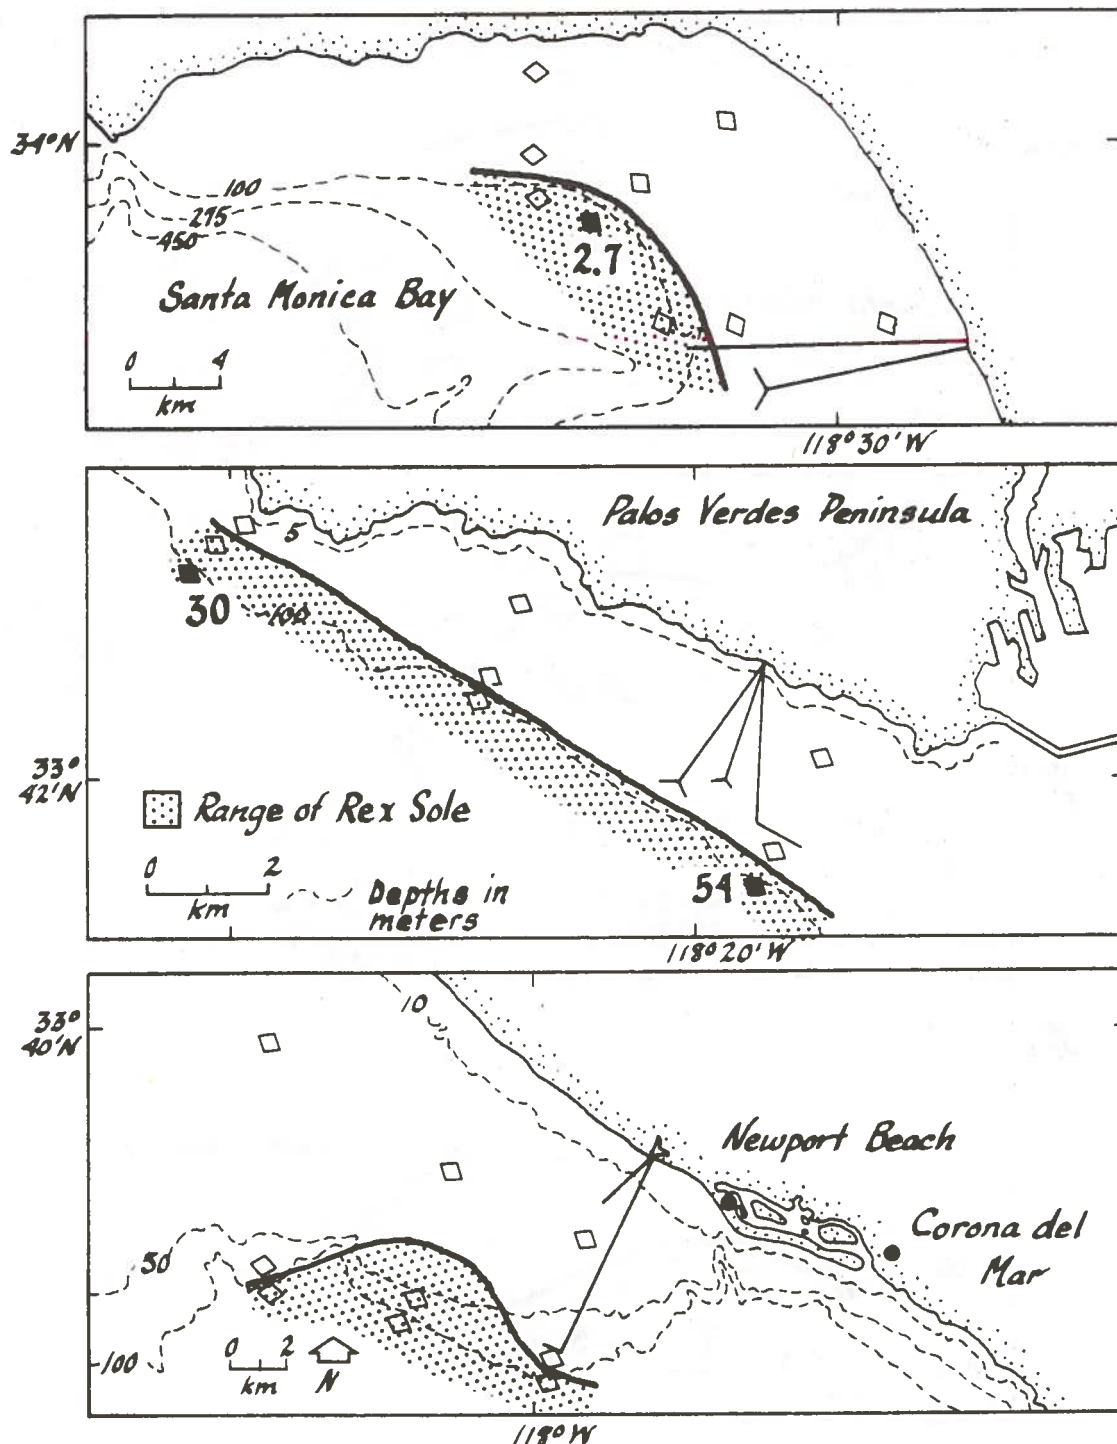 34°N
100
275
450
2.7
Santa Monica Bay
0 4
km
118°30'W
Palos Verdes Peninsula
5
30
100
33°
42'N
Range of Rex Sole
0 2
km
Depths in
meters
54
118°20'W
10
33°
40'N
Newport Beach
Corona del
Mar
50
100
0 2
km
N
118°W